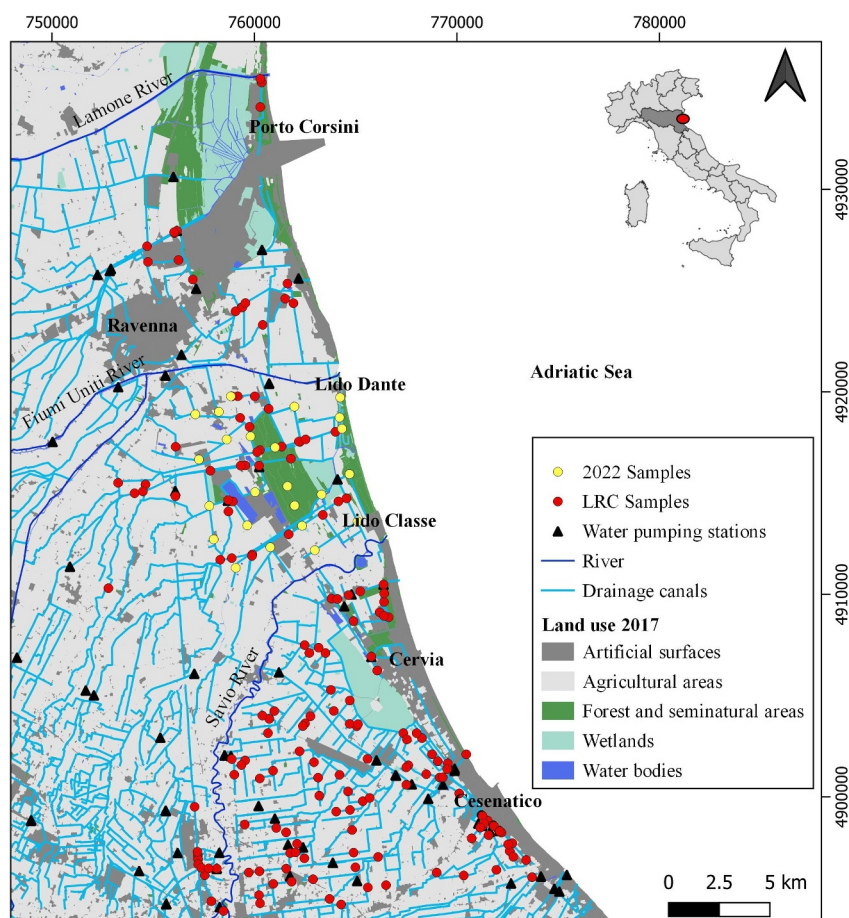 750000 760000 770000 780000
Lamone River
Porto Corsini
4930000
Ravenna
Fiumi Uniti River
Lido Dante
Adriatic Sea
4920000
2022 Samples
LRC Samples
Water pumping stations
River
Drainage canals
Land use 2017
Artificial surfaces
Agricultural areas
Forest and seminatural areas
Wetlands
Water bodies
Lido Classe
4910000
Cervia
Savio River
Cesenatico
4900000
0 2.5 5 km